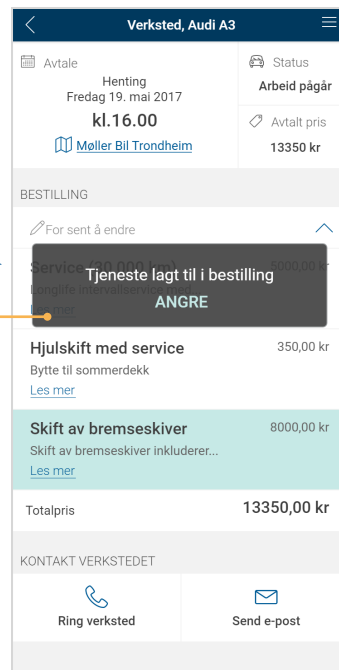 Verksted, Audi A3
Avtale
Henting
Fredag 19. mai 2017
kl.16.00
Møller Bil Trondheim
Status
Arbeid pågår
Avtalt pris
13350 kr
BESTILLING
For sent å endre
Service (30 000 km)
5000,00 kr
Longlife intervallservice med...
Les mer
Tjeneste lagt til i bestilling
ANGRE
Hjulskift med service
350,00 kr
Bytte til sommerdekk
Les mer
Skift av bremseskiver
8000,00 kr
Skift av bremseskiver inkluderer...
Les mer
Totalpris
13350,00 kr
KONTAKT VERKSTEDET
Ring verksted
Send e-post